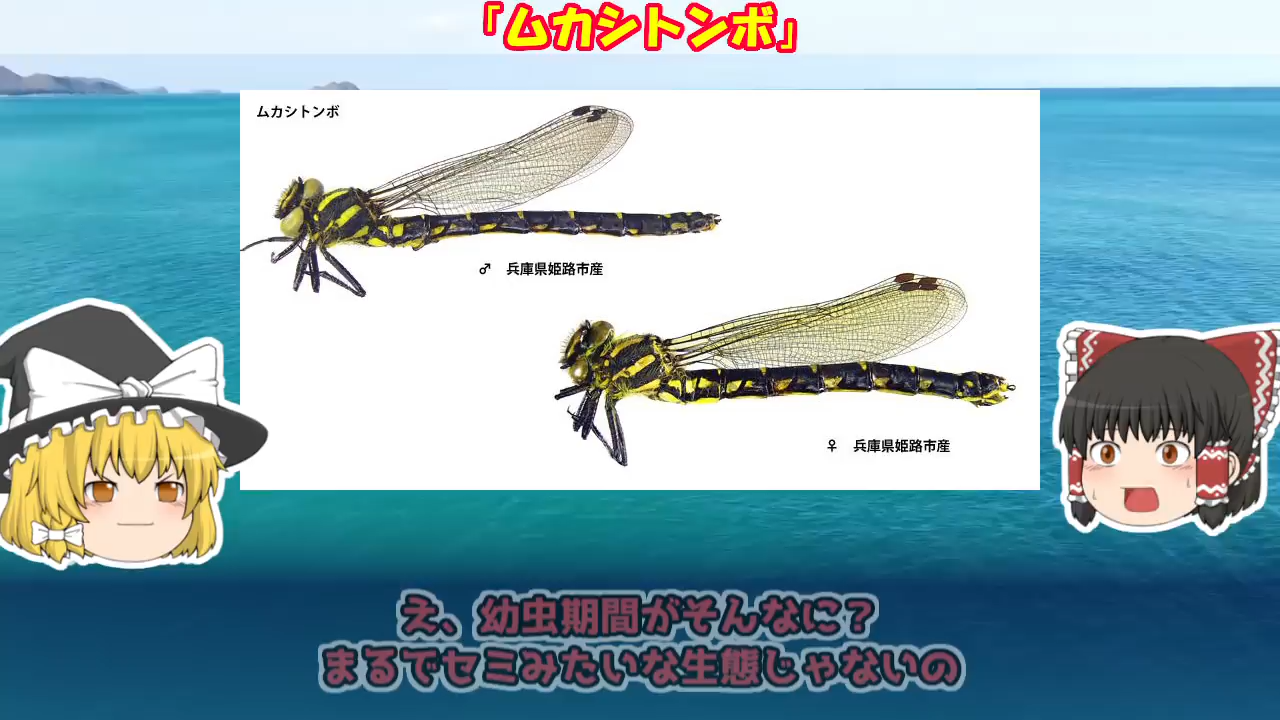 「ムカシトンボ」
ムカシトンボ
♂ 兵庫県姫路市産
♀ 兵庫県姫路市産
え、幼虫期間がそんなに？
まるでセミみたいな生態じゃないの